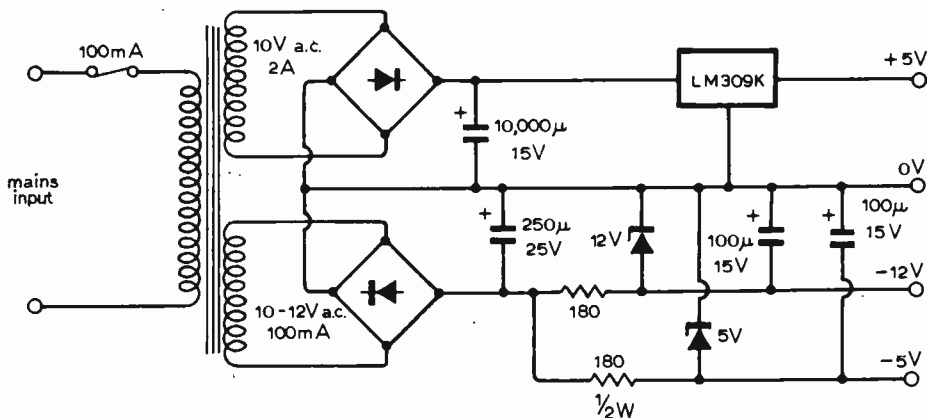 100mA
mains
input
10V a.c.
2A
+
10,000µ
15V
LM309K
+5V
0V
10-12V a.c.
100mA
+
250µ
25V
12V
+
100µ
15V
+
100µ
15V
180
-12V
5V
180
½W
-5V